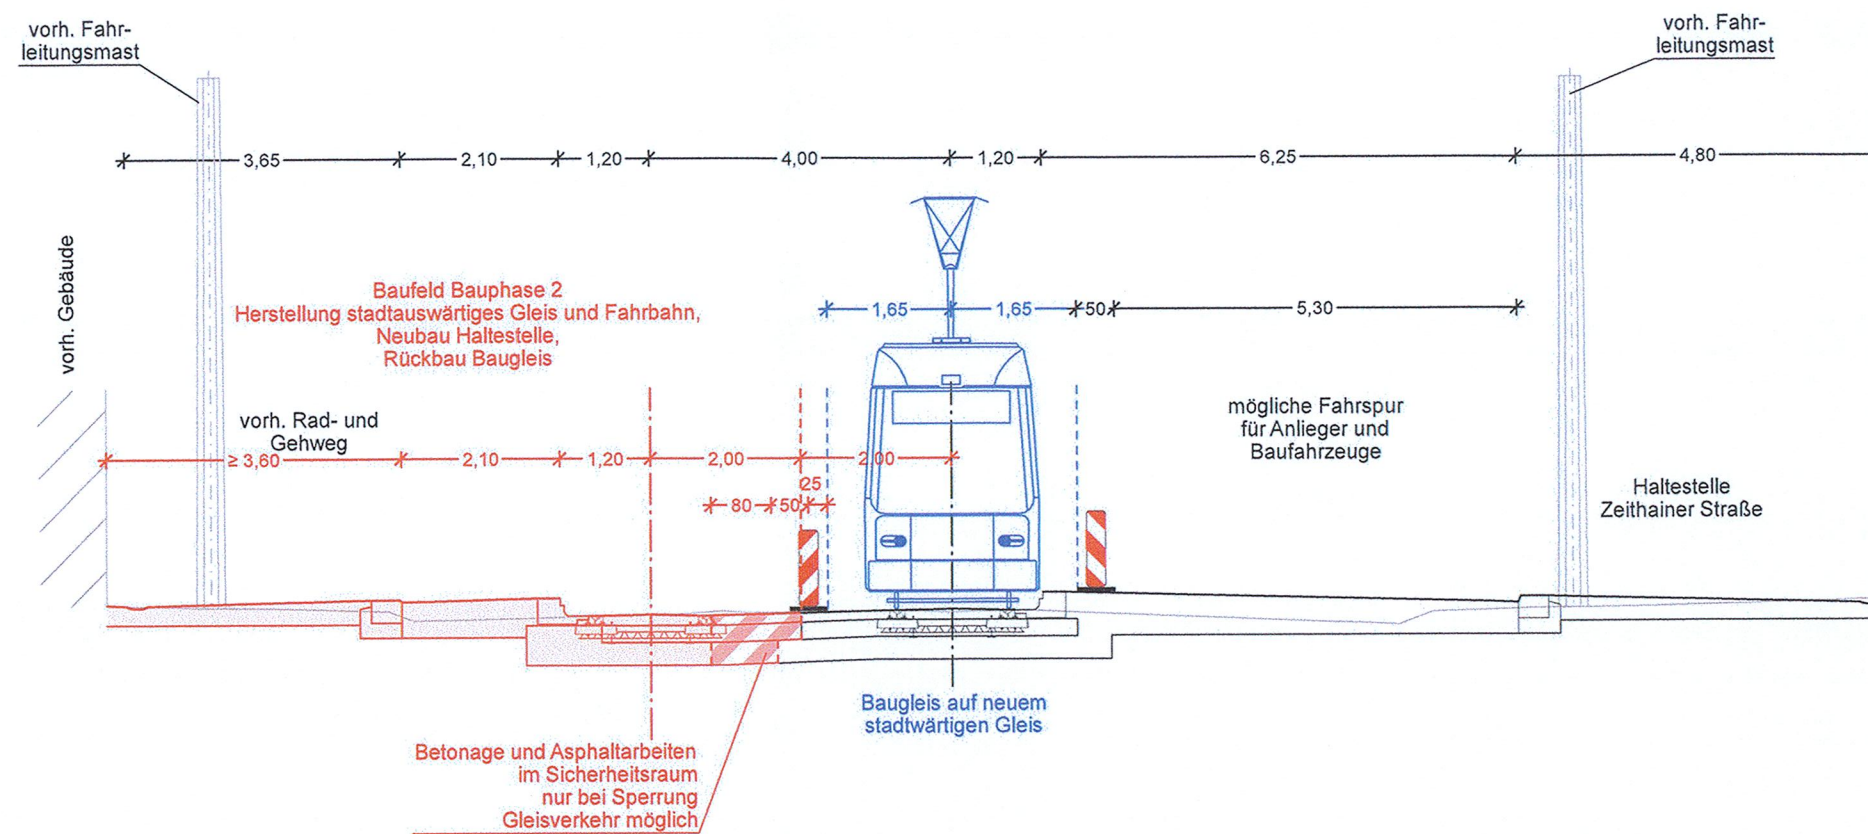 vorh. Fahr-
leitungsmast
vorh. Fahr-
leitungsmast
3,65 2,10 1,20 4,00 1,20 6,25 4,80
vorh. Gebäude
Baufeld Bauphase 2
Herstellung stadtauswärtiges Gleis und Fahrbahn,
Neubau Haltestelle,
Rückbau Baugleis
1,65 1,65 50 5,30
vorh. Rad- und
Gehweg
mögliche Fahrspur
für Anlieger und
Baufahrzeuge
≥ 3,60 2,10 1,20 2,00 2,00
25
80 50
Haltestelle
Zeithainer Straße
Baugleis auf neuem
stadtwärtigen Gleis
Betonage und Asphaltarbeiten
im Sicherheitsraum
nur bei Sperrung
Gleisverkehr möglich